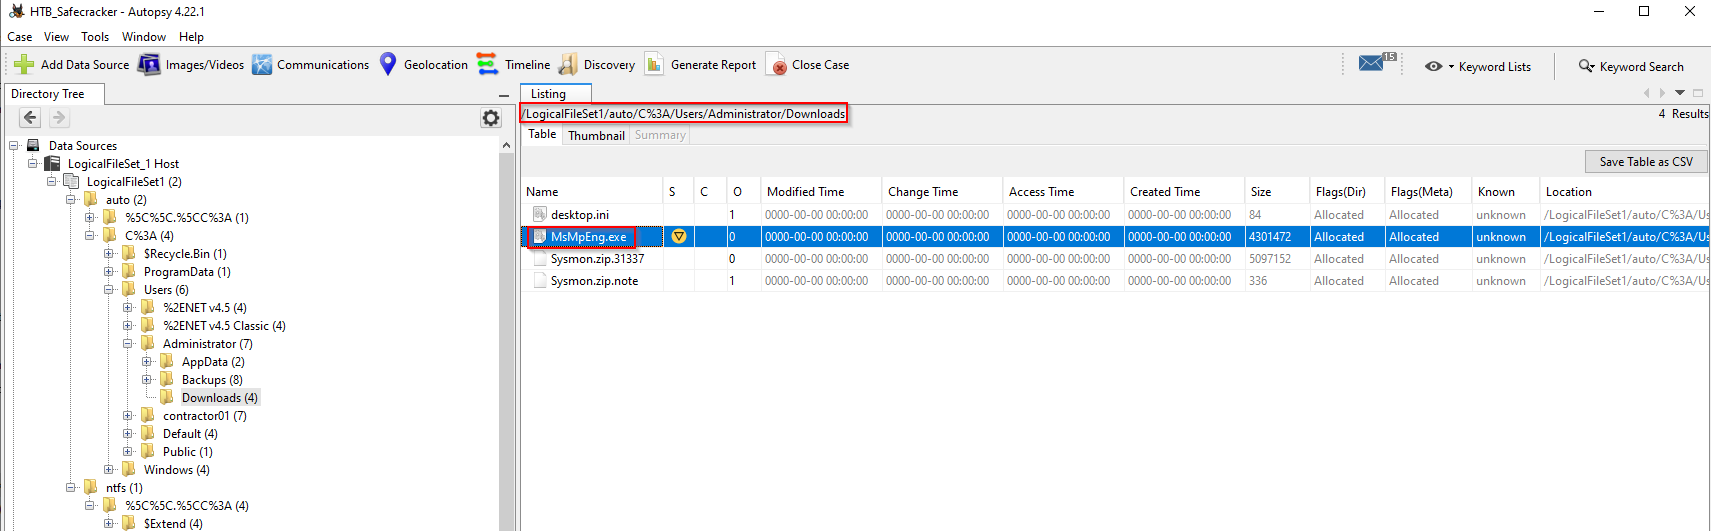 HTB_Safecracker - Autopsy 4.22.1
Case View Tools Window Help
Add Data Source Images/Videos Communications Geolocation Timeline Discovery Generate Report Close Case 15 Keyword Lists Keyword Search
Directory Tree
Data Sources
LogicalFileSet_1 Host
LogicalFileSet1 (2)
auto (2)
%5C%5C.%5CC%3A (1)
C%3A (4)
$Recycle.Bin (1)
ProgramData (1)
Users (6)
%2ENET v4.5 (4)
%2ENET v4.5 Classic (4)
Administrator (7)
AppData (2)
Backups (8)
Downloads (4)
contractor01 (7)
Default (4)
Public (1)
Windows (4)
ntfs (1)
%5C%5C.%5CC%3A (4)
$Extend (4)
Listing
/LogicalFileSet1/auto/C%3A/Users/Administrator/Downloads 4 Results
Table Thumbnail Summary
Save Table as CSV
Name S C O Modified Time Change Time Access Time Created Time Size Flags(Dir) Flags(Meta) Known Location
desktop.ini 1 0000-00-00 00:00:00 0000-00-00 00:00:00 0000-00-00 00:00:00 0000-00-00 00:00:00 84 Allocated Allocated unknown /LogicalFileSet1/auto/C%3A/Us
MsMpEng.exe 0 0000-00-00 00:00:00 0000-00-00 00:00:00 0000-00-00 00:00:00 0000-00-00 00:00:00 4301472 Allocated Allocated unknown /LogicalFileSet1/auto/C%3A/Us
Sysmon.zip.31337 0 0000-00-00 00:00:00 0000-00-00 00:00:00 0000-00-00 00:00:00 0000-00-00 00:00:00 5097152 Allocated Allocated unknown /LogicalFileSet1/auto/C%3A/Us
Sysmon.zip.note 1 0000-00-00 00:00:00 0000-00-00 00:00:00 0000-00-00 00:00:00 0000-00-00 00:00:00 336 Allocated Allocated unknown /LogicalFileSet1/auto/C%3A/Us